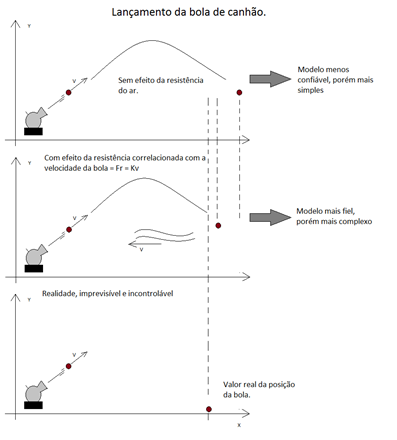 Lançamento da bola de canhão.
Y
V
Sem efeito da resistência
do ar.
Modelo menos
confiável, porém mais
simples
Com efeito da resistência correlacionada com a
velocidade da bola = Fr = Kv
Y
V
V
Modelo mais fiel,
porém mais complexo
Realidade, imprevisível e incontrolável
Y
V
Valor real da posição
da bola.
X